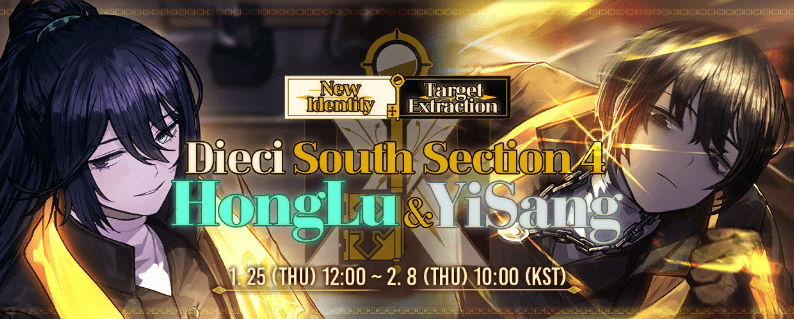 New Identity
Target Extraction
Dieci South Section 4
HongLu & YiSang
1. 25 (THU) 12:00 ~ 2. 8 (THU) 10:00 (KST)